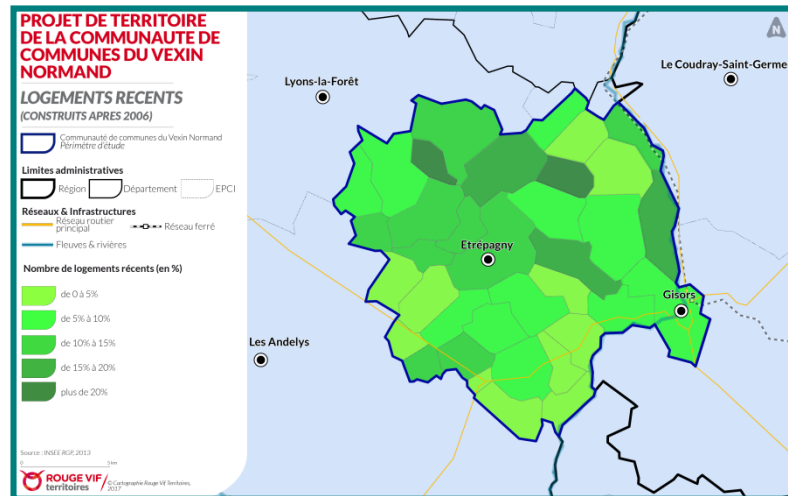 PROJET DE TERRITOIRE
DE LA COMMUNAUTE DE
COMMUNES DU VEXIN
NORMAND
LOGEMENTS RECENTS
(CONSTRUITS APRES 2006)
Communauté de communes du Vexin Normand
Périmètre d'étude
Limites administratives
Région
Département
EPCI
Réseaux & Infrastructures
Réseau routier
principal
Réseau ferré
Fleuves & rivières
Nombre de logements récents (en %)
de 0 à 5%
de 5% à 10%
de 10% à 15%
de 15% à 20%
plus de 20%
Source : INSEE RGP, 2013
0 5 km
ROUGE VIF
territoires
© Cartographie Rouge Vif Territoires,
2017
N
Le Coudray-Saint-Germe
Lyons-la-Forêt
Etrépagny
Gisors
Les Andelys